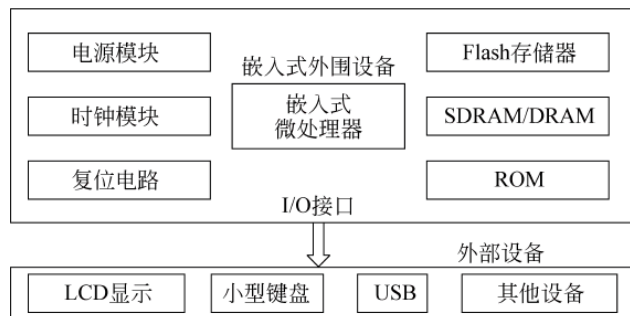 电源模块
Flash存储器
嵌入式外围设备
时钟模块
嵌入式
微处理器
SDRAM/DRAM
复位电路
ROM
I/O接口
外部设备
LCD显示
小型键盘
USB
其他设备